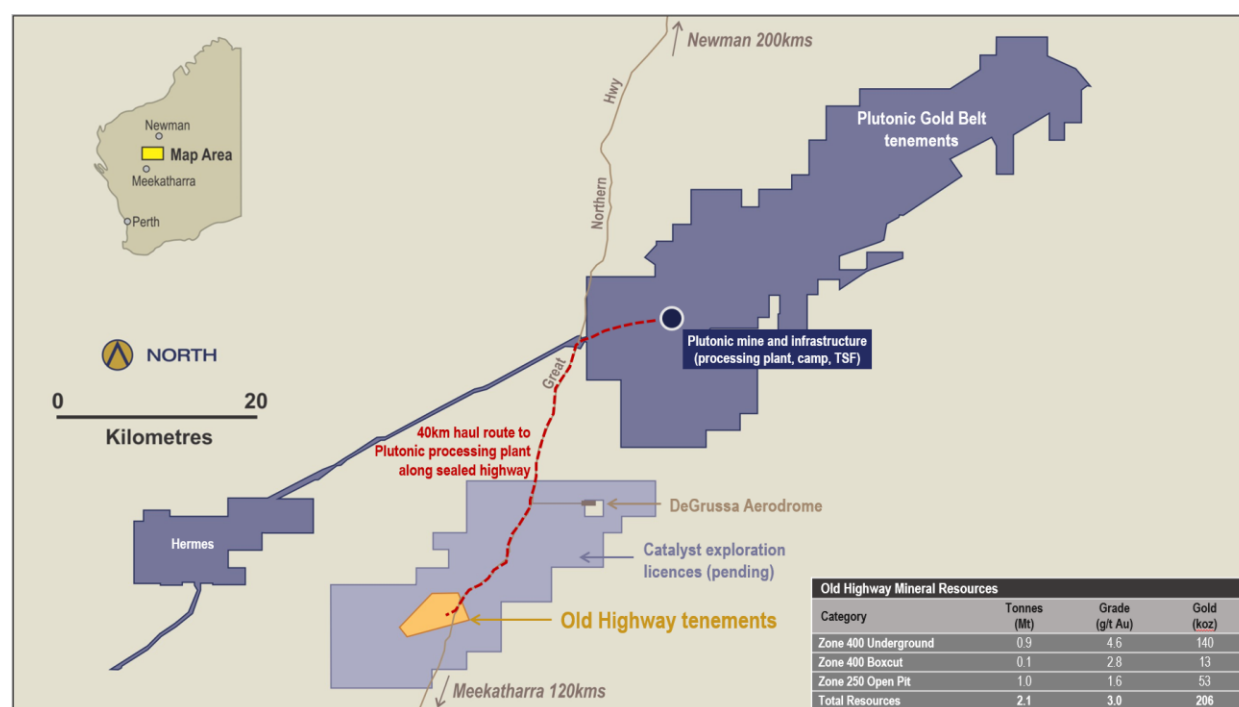 Newman 200kms
Hwy
Northern
Great
Plutonic Gold Belt
tenements
Newman
Map Area
Meekatharra
Perth
NORTH
0 20
Kilometres
Plutonic mine and infrastructure
(processing plant, camp, TSF)
40km haul route to
Plutonic processing plant
along sealed highway
DeGrussa Aerodrome
Hermes
Catalyst exploration
licences (pending)
Old Highway tenements
Meekatharra 120kms
Old Highway Mineral Resources
Category Tonnes (Mt) Grade (g/t Au) Gold (koz)
Zone 400 Underground 0.9 4.6 140
Zone 400 Boxcut 0.1 2.8 13
Zone 250 Open Pit 1.0 1.6 53
Total Resources 2.1 3.0 206